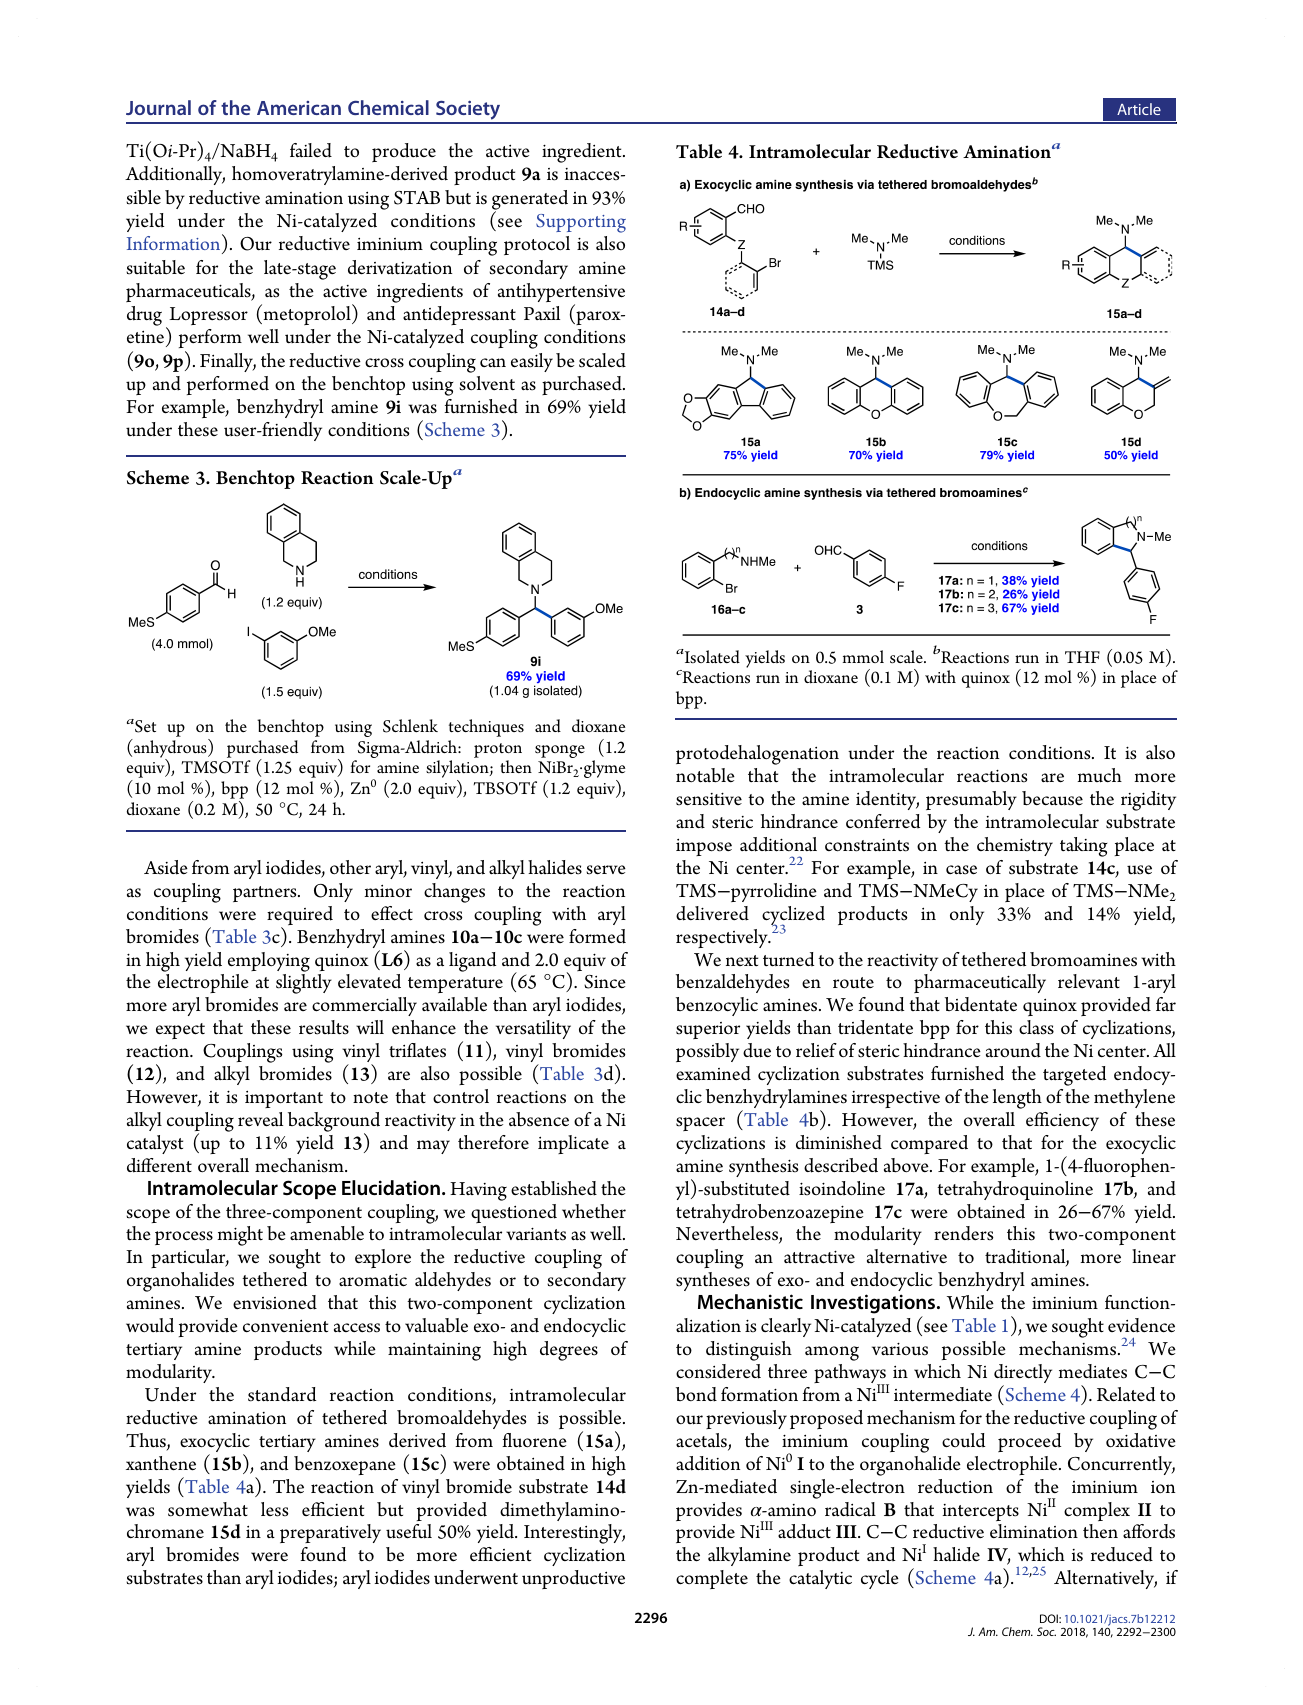 Journal of the American Chemical Society
Article
Ti(Oi-Pr)4/NaBH4 failed to produce the active ingredient.
Additionally, homoveratrylamine-derived product 9a is inacces-
sible by reductive amination using STAB but is generated in 93%
yield under the Ni-catalyzed conditions (see Supporting
Information). Our reductive iminium coupling protocol is also
suitable for the late-stage derivatization of secondary amine
pharmaceuticals, as the active ingredients of antihypertensive
drug Lopressor (metoprolol) and antidepressant Paxil (parox-
etine) perform well under the Ni-catalyzed coupling conditions
(9o, 9p). Finally, the reductive cross coupling can easily be scaled
up and performed on the benchtop using solvent as purchased.
For example, benzhydryl amine 9i was furnished in 69% yield
under these user-friendly conditions (Scheme 3).
Scheme 3. Benchtop Reaction Scale-Up^a
MeS
O
H
(4.0 mmol)
N
H
(1.2 equiv)
I
OMe
(1.5 equiv)
conditions
N
OMe
MeS
9i
69% yield
(1.04 g isolated)
^aSet up on the benchtop using Schlenk techniques and dioxane
(anhydrous) purchased from Sigma-Aldrich: proton sponge (1.2
equiv), TMSOTf (1.25 equiv) for amine silylation; then NiBr2·glyme
(10 mol %), bpp (12 mol %), Zn^0 (2.0 equiv), TBSOTf (1.2 equiv),
dioxane (0.2 M), 50 °C, 24 h.
Aside from aryl iodides, other aryl, vinyl, and alkyl halides serve
as coupling partners. Only minor changes to the reaction
conditions were required to effect cross coupling with aryl
bromides (Table 3c). Benzhydryl amines 10a−10c were formed
in high yield employing quinox (L6) as a ligand and 2.0 equiv of
the electrophile at slightly elevated temperature (65 °C). Since
more aryl bromides are commercially available than aryl iodides,
we expect that these results will enhance the versatility of the
reaction. Couplings using vinyl triflates (11), vinyl bromides
(12), and alkyl bromides (13) are also possible (Table 3d).
However, it is important to note that control reactions on the
alkyl coupling reveal background reactivity in the absence of a Ni
catalyst (up to 11% yield 13) and may therefore implicate a
different overall mechanism.
Intramolecular Scope Elucidation. Having established the
scope of the three-component coupling, we questioned whether
the process might be amenable to intramolecular variants as well.
In particular, we sought to explore the reductive coupling of
organohalides tethered to aromatic aldehydes or to secondary
amines. We envisioned that this two-component cyclization
would provide convenient access to valuable exo- and endocyclic
tertiary amine products while maintaining high degrees of
modularity.
Under the standard reaction conditions, intramolecular
reductive amination of tethered bromoaldehydes is possible.
Thus, exocyclic tertiary amines derived from fluorene (15a),
xanthene (15b), and benzoxepane (15c) were obtained in high
yields (Table 4a). The reaction of vinyl bromide substrate 14d
was somewhat less efficient but provided dimethylamino-
chromane 15d in a preparatively useful 50% yield. Interestingly,
aryl bromides were found to be more efficient cyclization
substrates than aryl iodides; aryl iodides underwent unproductive
Table 4. Intramolecular Reductive Amination^a
a) Exocyclic amine synthesis via tethered bromoaldehydes^b
R
CHO
Z
Br
14a–d
+
Me N Me
TMS
conditions
Me N Me
R
Z
15a–d
Me N Me
O
O
15a
75% yield
Me N Me
O
15b
70% yield
Me N Me
O
15c
79% yield
Me N Me
O
15d
50% yield
b) Endocyclic amine synthesis via tethered bromoamines^c
( )n
NHMe
Br
16a–c
+
OHC
F
3
conditions
17a: n = 1, 38% yield
17b: n = 2, 26% yield
17c: n = 3, 67% yield
( )n
N–Me
F
^aIsolated yields on 0.5 mmol scale. ^bReactions run in THF (0.05 M).
^cReactions run in dioxane (0.1 M) with quinox (12 mol %) in place of
bpp.
protodehalogenation under the reaction conditions. It is also
notable that the intramolecular reactions are much more
sensitive to the amine identity, presumably because the rigidity
and steric hindrance conferred by the intramolecular substrate
impose additional constraints on the chemistry taking place at
the Ni center.^22 For example, in case of substrate 14c, use of
TMS−pyrrolidine and TMS−NMeCy in place of TMS−NMe2
delivered cyclized products in only 33% and 14% yield,
respectively.^23
We next turned to the reactivity of tethered bromoamines with
benzaldehydes en route to pharmaceutically relevant 1-aryl
benzocylic amines. We found that bidentate quinox provided far
superior yields than tridentate bpp for this class of cyclizations,
possibly due to relief of steric hindrance around the Ni center. All
examined cyclization substrates furnished the targeted endocy-
clic benzhydrylamines irrespective of the length of the methylene
spacer (Table 4b). However, the overall efficiency of these
cyclizations is diminished compared to that for the exocyclic
amine synthesis described above. For example, 1-(4-fluorophen-
yl)-substituted isoindoline 17a, tetrahydroquinoline 17b, and
tetrahydrobenzoazepine 17c were obtained in 26−67% yield.
Nevertheless, the modularity renders this two-component
coupling an attractive alternative to traditional, more linear
syntheses of exo- and endocyclic benzhydryl amines.
Mechanistic Investigations. While the iminium function-
alization is clearly Ni-catalyzed (see Table 1), we sought evidence
to distinguish among various possible mechanisms.^24 We
considered three pathways in which Ni directly mediates C−C
bond formation from a Ni^III intermediate (Scheme 4). Related to
our previously proposed mechanism for the reductive coupling of
acetals, the iminium coupling could proceed by oxidative
addition of Ni^0 I to the organohalide electrophile. Concurrently,
Zn-mediated single-electron reduction of the iminium ion
provides α-amino radical B that intercepts Ni^II complex II to
provide Ni^III adduct III. C−C reductive elimination then affords
the alkylamine product and Ni^I halide IV, which is reduced to
complete the catalytic cycle (Scheme 4a).^12,25 Alternatively, if
2296
DOI: 10.1021/jacs.7b12212
J. Am. Chem. Soc. 2018, 140, 2292−2300